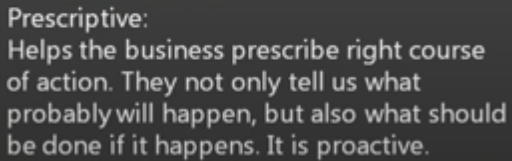 Prescriptive:
Helps the business prescribe right course
of action. They not only tell us what
probably will happen, but also what should
be done if it happens. It is proactive.